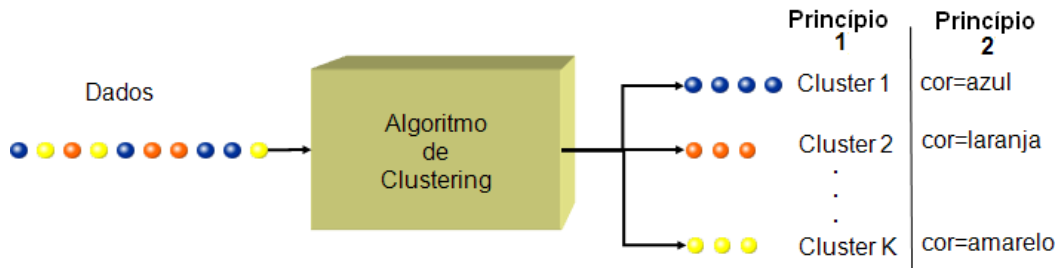 Princípio
1
Princípio
2
Dados
Algoritmo
de
Clustering
Cluster 1
cor=azul
Cluster 2
cor=laranja
.
.
.
Cluster K
cor=amarelo